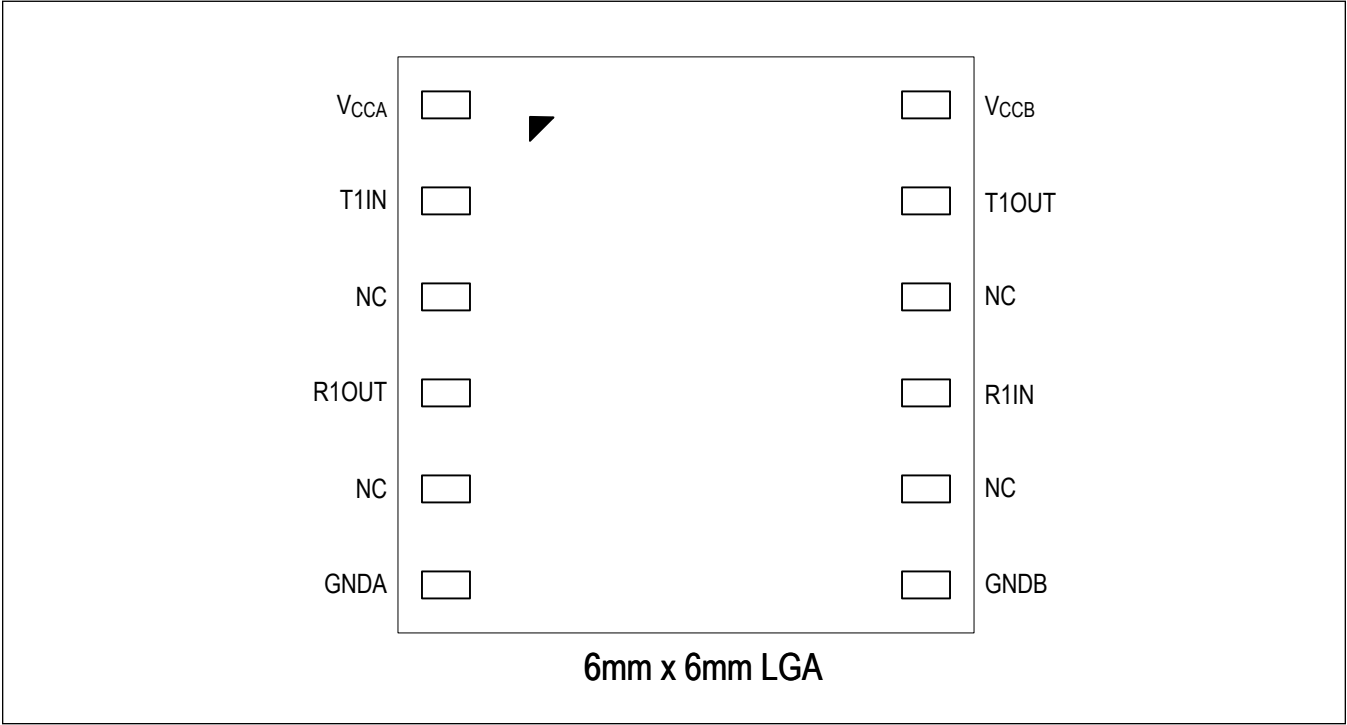 VCCA
VCCB
T1IN
T1OUT
NC
NC
R1OUT
R1IN
NC
NC
GNDA
GNDB
6mm x 6mm LGA